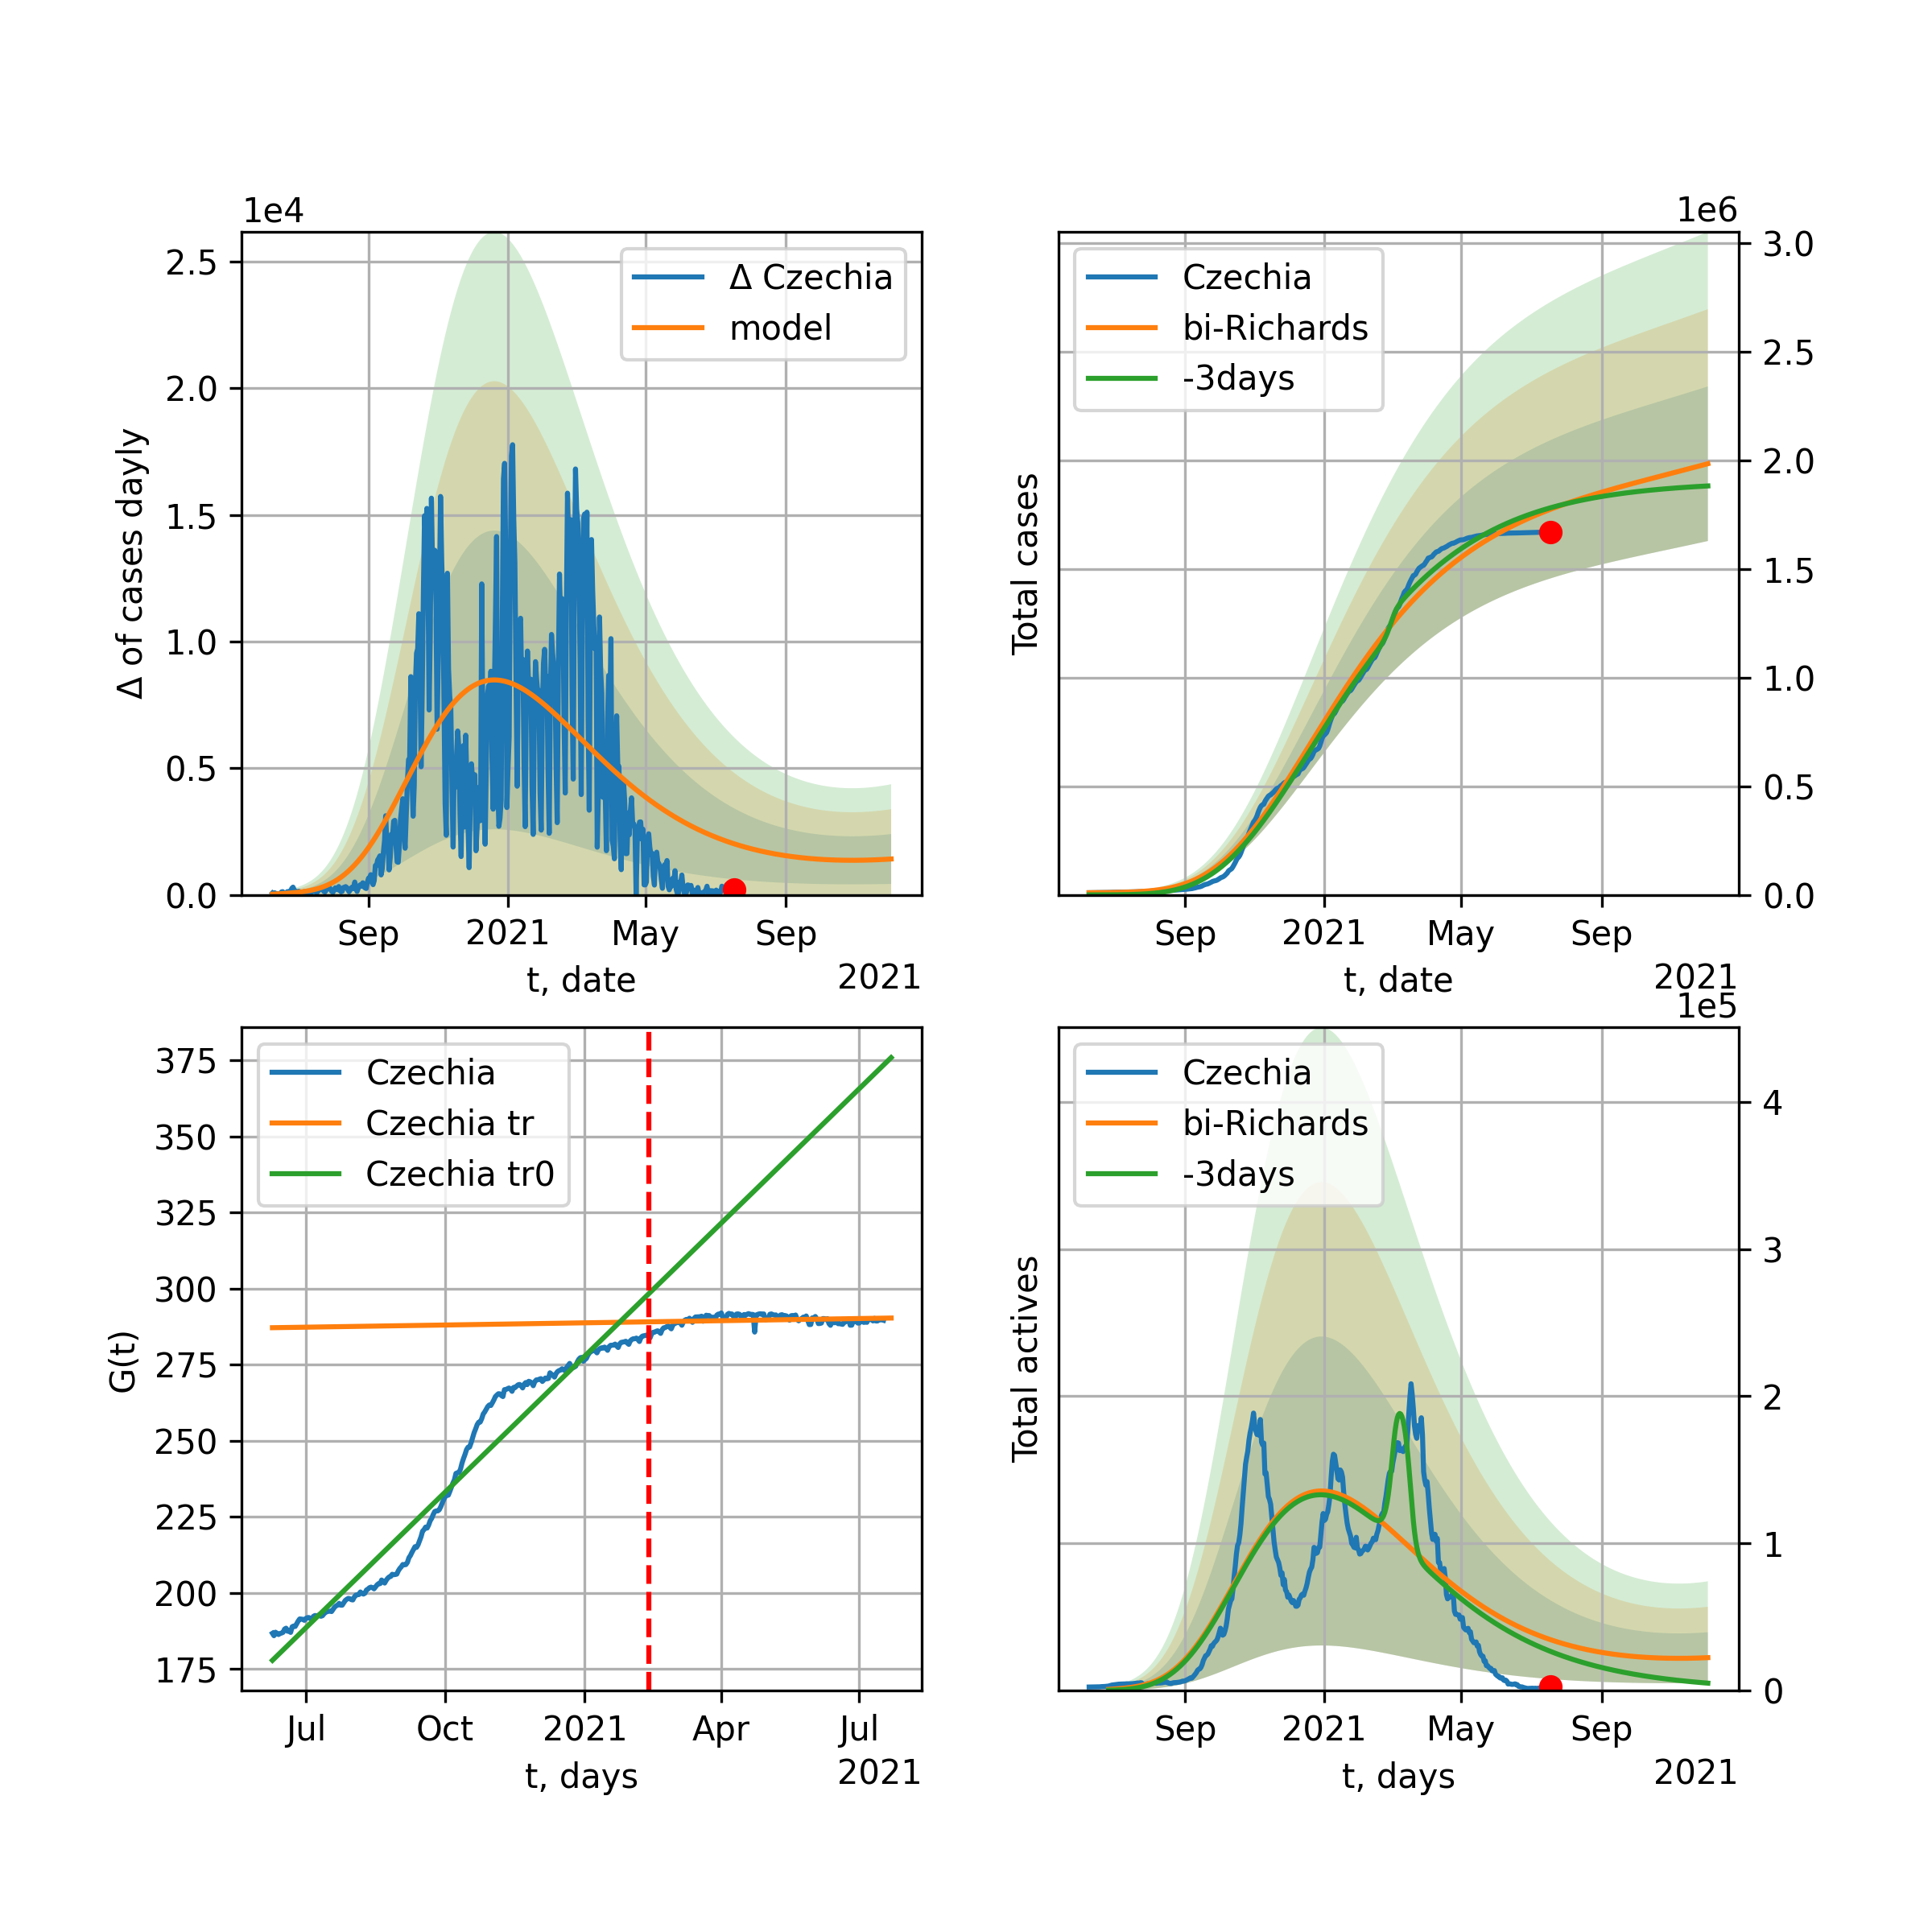 1e4
2.5
2.0
1.5
1.0
0.5
0.0
Δ of cases dayly
Δ Czechia
model
Sep
2021
May
Sep
t, date
2021
1e6
3.0
2.5
2.0
1.5
1.0
0.5
0.0
Total cases
Czechia
bi-Richards
-3days
Sep
2021
May
Sep
t, date
2021
375
350
325
300
275
250
225
200
175
G(t)
Czechia
Czechia tr
Czechia tr0
Jul
Oct
2021
Apr
Jul
t, days
2021
1e5
4
3
2
1
0
Total actives
Czechia
bi-Richards
-3days
Sep
2021
May
Sep
t, days
2021